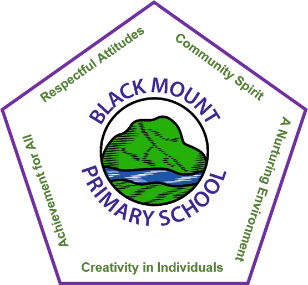 Respectful Attitudes
Community Spirit
BLACK MOUNT
PRIMARY SCHOOL
Achievement for All
A Nurturing Environment
Creativity in Individuals